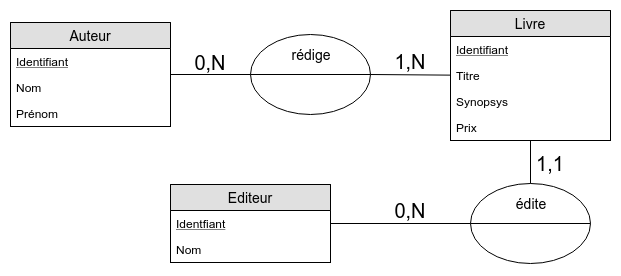 Auteur
Identifiant
Nom
Prénom
0,N
rédige
1,N
Livre
Identifiant
Titre
Synopsys
Prix
1,1
Editeur
Identfiant
Nom
0,N
édite